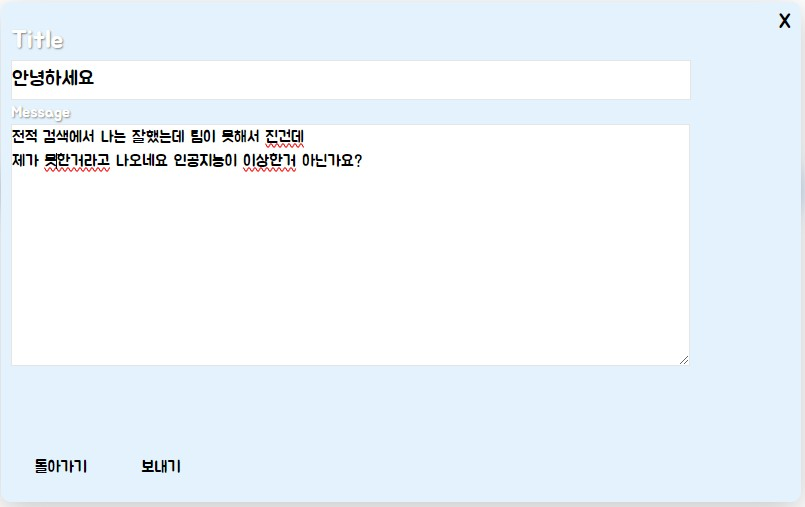 X
Title
안녕하세요
Message
전적 검색에서 나는 잘했는데 팀이 못해서 진건데
제가 못한거라고 나오네요 인공지능이 이상한거 아닌가요?
돌아가기 보내기